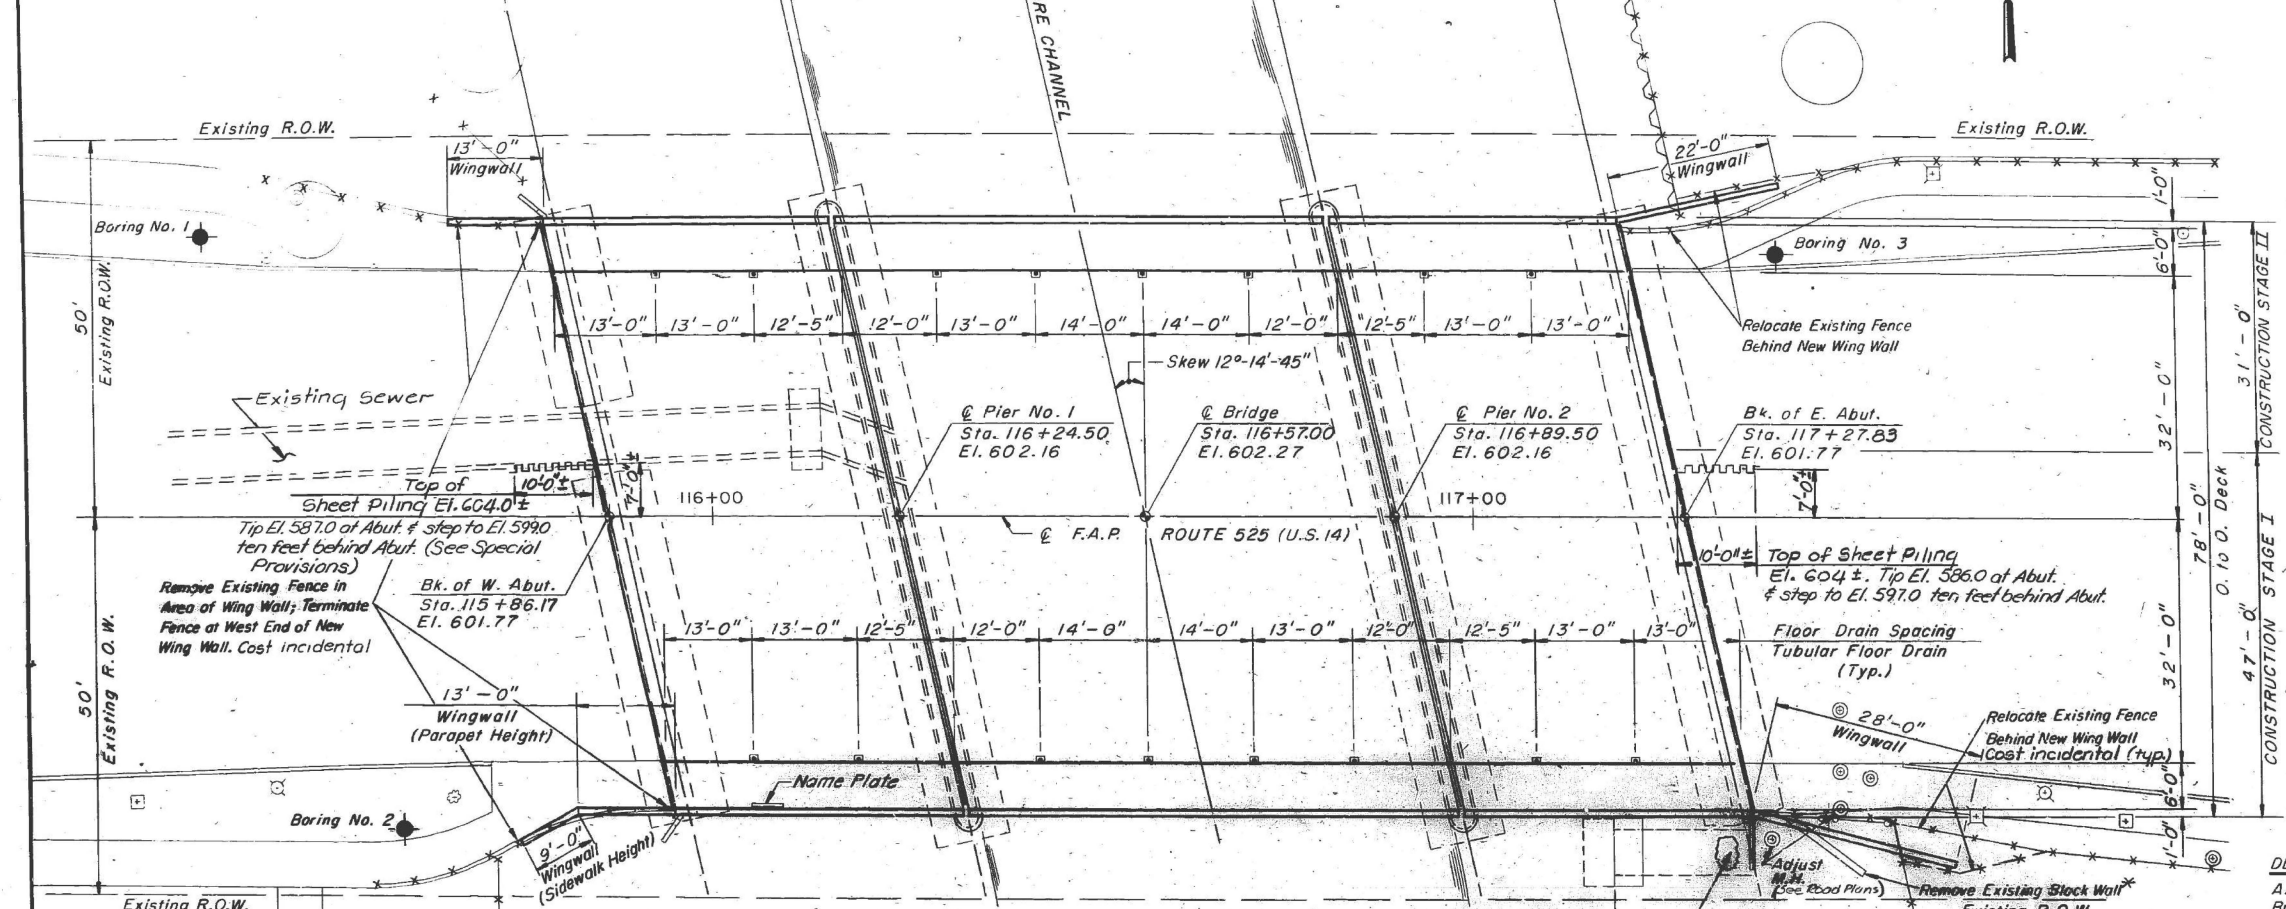 RE CHANNEL
Existing R.O.W.
Existing R.O.W.
13'-0"
Wingwall
22'-0"
Wingwall
1'-0"
Boring No. 1
Boring No. 3
6'-0"
50'
Existing R.O.W.
13'-0" 13'-0" 12'-5" 12'-0" 13'-0" 14'-0" 14'-0" 12'-0" 12'-5" 13'-0" 13'-0"
Relocate Existing Fence
Behind New Wing Wall
Skew 12°-14'-45"
31'-0"
CONSTRUCTION STAGE II
32'-0"
Existing Sewer
℄ Pier No. 1
Sta. 116+24.50
El. 602.16
℄ Bridge
Sta. 116+57.00
El. 602.27
℄ Pier No. 2
Sta. 116+89.50
El. 602.16
Bk. of E. Abut.
Sta. 117+27.83
El. 601.77
Top of
Sheet Piling El. 604.0±
Tip El. 587.0 at Abut. & step to El. 599.0
ten feet behind Abut. (See Special
Provisions)
10'-0"±
7'-0"±
116+00
117+00
7'-0"±
℄ F.A.P. ROUTE 525 (U.S. 14)
78'-0"
O. to O. Deck
10'-0"±
Top of Sheet Piling
El. 604±. Tip El. 586.0 at Abut.
& step to El. 597.0 ten feet behind Abut.
Remove Existing Fence in
Area of Wing Wall; Terminate
Fence at West End of New
Wing Wall. Cost incidental
Bk. of W. Abut.
Sta. 115+86.17
El. 601.77
50'
Existing R.O.W.
13'-0" 13'-0" 12'-5" 12'-0" 14'-0" 14'-0" 13'-0" 12'-0" 12'-5" 13'-0" 13'-0"
Floor Drain Spacing
Tubular Floor Drain
(Typ.)
32'-0"
47'-0"
CONSTRUCTION STAGE I
13'-0"
Wingwall
(Parapet Height)
28'-0"
Wingwall
Relocate Existing Fence
Behind New Wing Wall
Cost incidental (typ.)
Name Plate
6'-0"
Boring No. 2
9'-0"
Wingwall
(Sidewalk Height)
1'-0"
Adjust
M.H.
(See Road Plans)
Remove Existing Block Wall
Existing R.O.W.
Existing R.O.W.